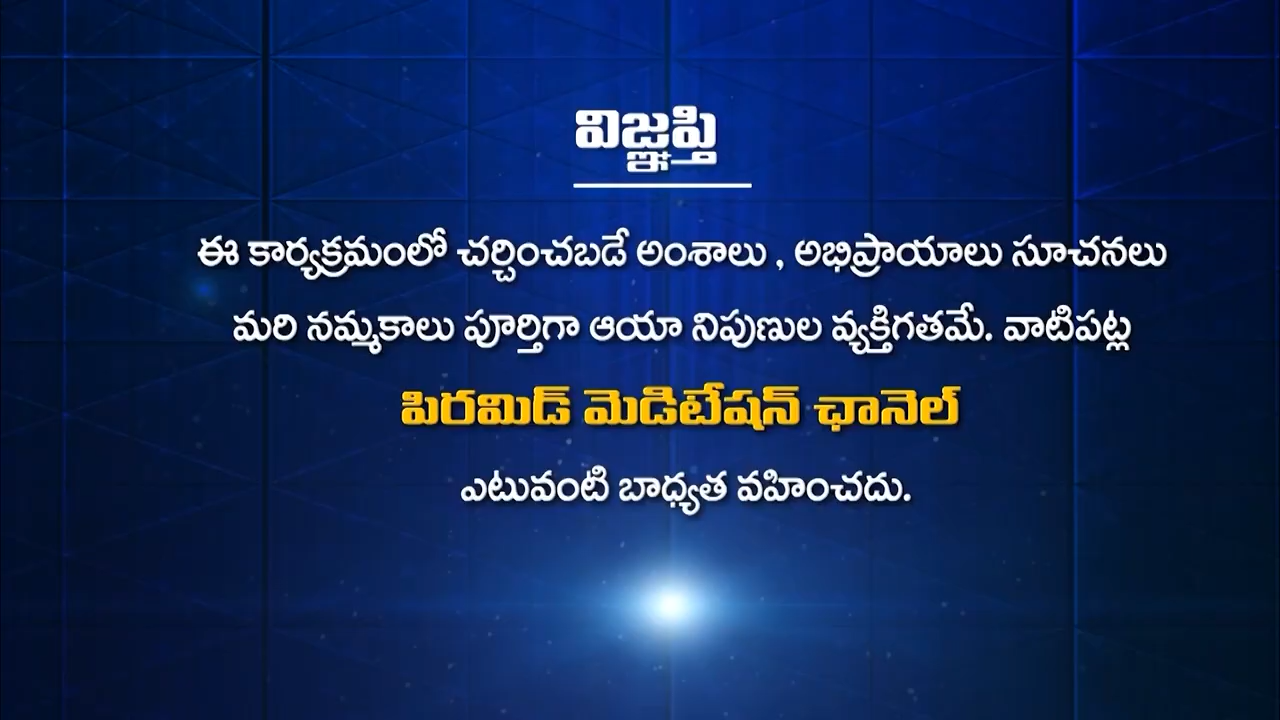 విజ్ఞప్తి
ఈ కార్యక్రమంలో చర్చించబడే అంశాలు , అభిప్రాయాలు సూచనలు
మరి నమ్మకాలు పూర్తిగా ఆయా నిపుణుల వ్యక్తిగతమే. వాటిపట్ల
పిరమిడ్ మెడిటేషన్ ఛానెల్
ఎటువంటి బాధ్యత వహించదు.